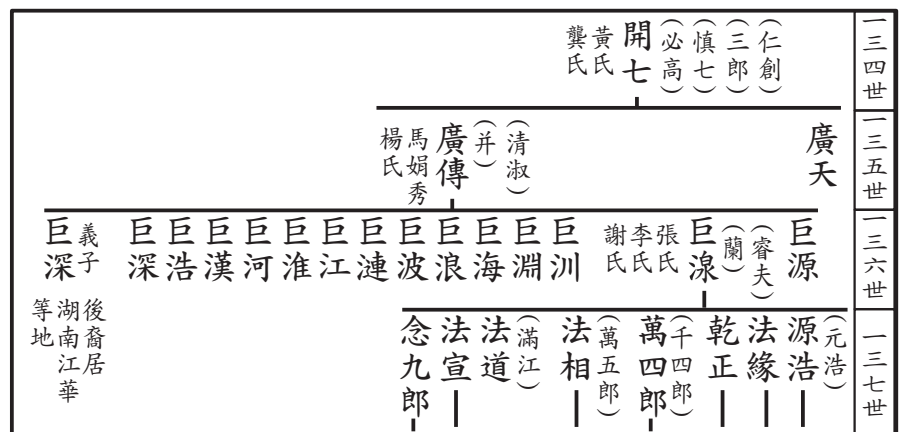 一三四世
（仁創）
（三郎）
（慎七）
（必高）
開七
黃氏
龔氏
一三五世
廣天
（清淑）
（并）
廣傳
馬娟秀
楊氏
一三六世
巨源
（睿夫）
（蘭）
巨湶
張氏
李氏
謝氏
巨汌
巨淵
巨海
巨浪
巨波
巨漣
巨江
巨淮
巨河
巨漢
巨浩
巨深
義子
巨深
後裔居
湖南江華
等地
一三七世
（元浩）
源浩
法緣
乾正
（千四郎）
萬四郎
（萬五郎）
法相
（滿江）
法道
法宣
念九郎